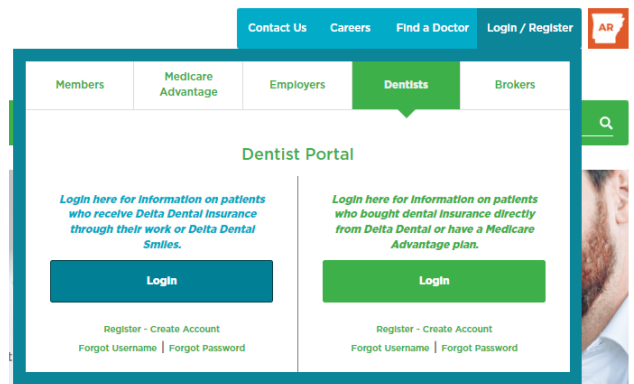 Contact Us Careers Find a Doctor Login / Register AR
Members Medicare Advantage Employers Dentists Brokers
Dentist Portal
Login here for information on patients
who receive Delta Dental insurance
through their work or Delta Dental
Smiles.
Login
Register - Create Account
Forgot Username | Forgot Password
Login here for information on patients
who bought dental insurance directly
from Delta Dental or have a Medicare
Advantage plan.
Login
Register - Create Account
Forgot Username | Forgot Password